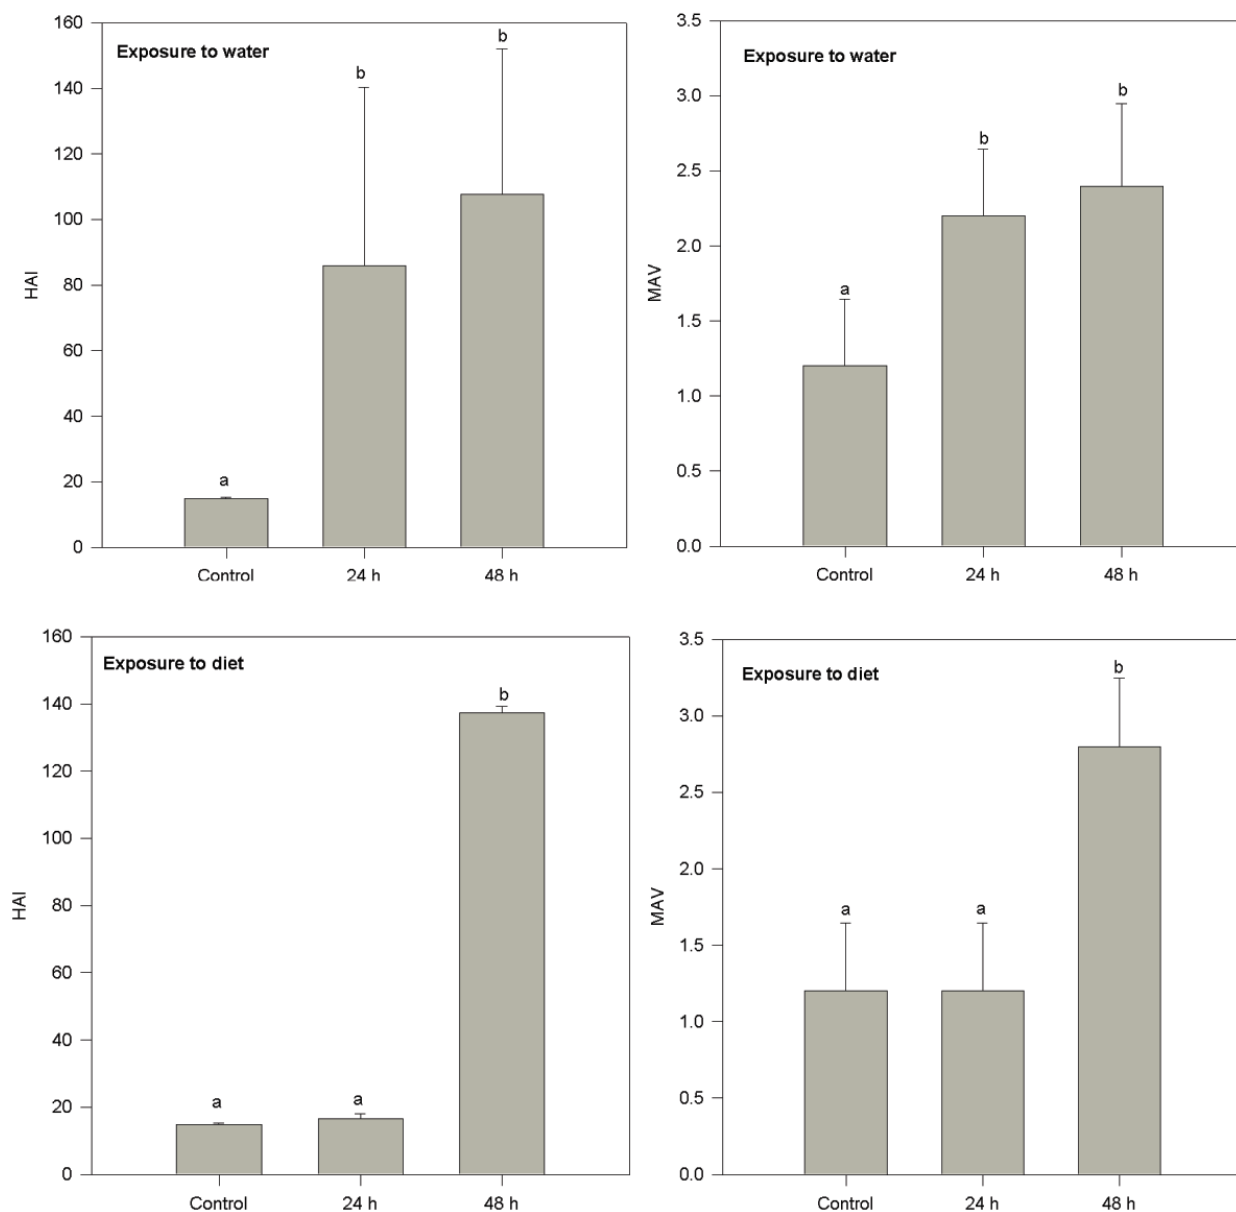 160
Exposure to water
b
b
140
120
100
HAI
80
60
40
a
20
0
Control
24 h
48 h
3.5
Exposure to water
3.0
b
b
2.5
2.0
MAV
a
1.5
1.0
0.5
0.0
Control
24 h
48 h
160
Exposure to diet
b
140
120
100
HAI
80
60
40
a
a
20
0
Control
24 h
48 h
3.5
Exposure to diet
b
3.0
2.5
2.0
MAV
a
a
1.5
1.0
0.5
0.0
Control
24 h
48 h